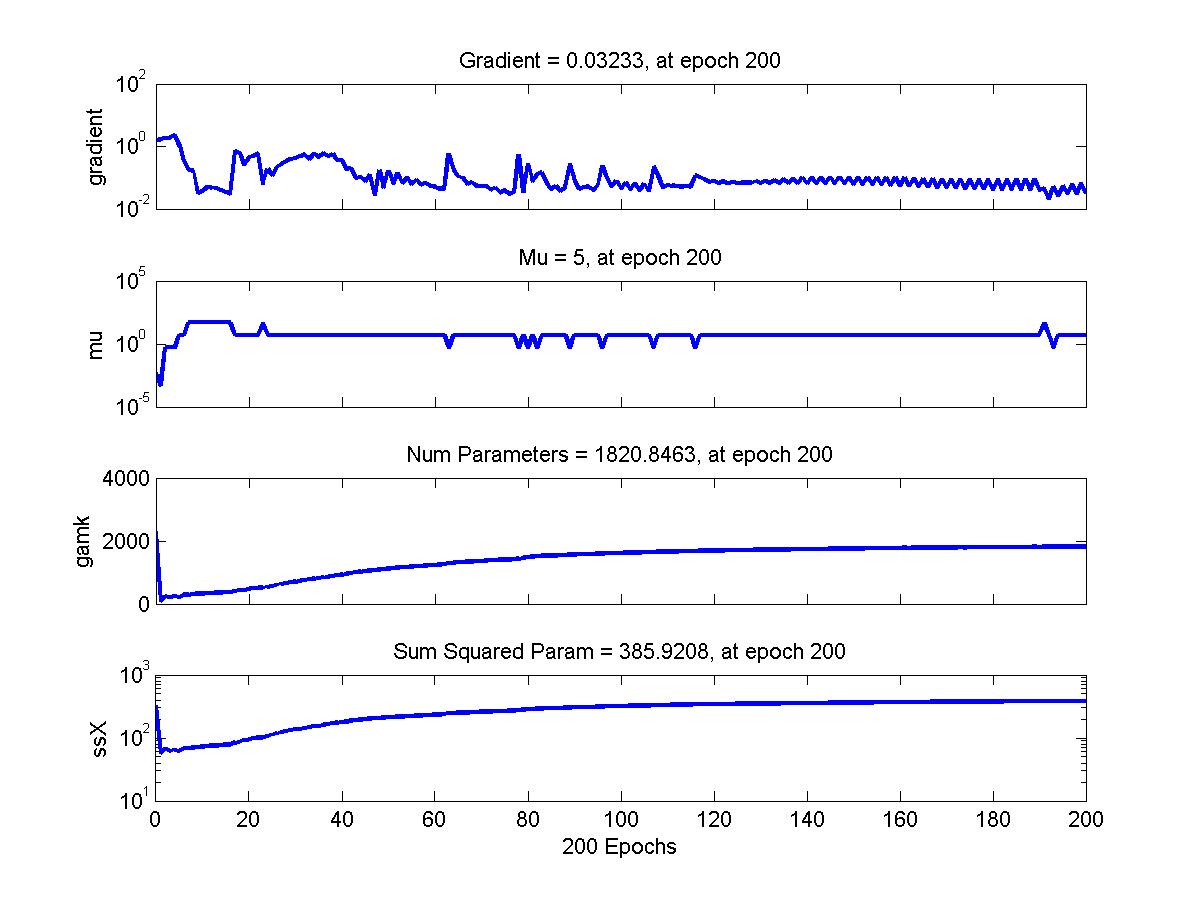 Gradient = 0.03233, at epoch 200
10^2
10^0
10^-2
gradient
Mu = 5, at epoch 200
10^5
10^0
10^-5
mu
Num Parameters = 1820.8463, at epoch 200
4000
2000
0
gamk
Sum Squared Param = 385.9208, at epoch 200
10^3
10^2
10^1
ssX
0 20 40 60 80 100 120 140 160 180 200
200 Epochs